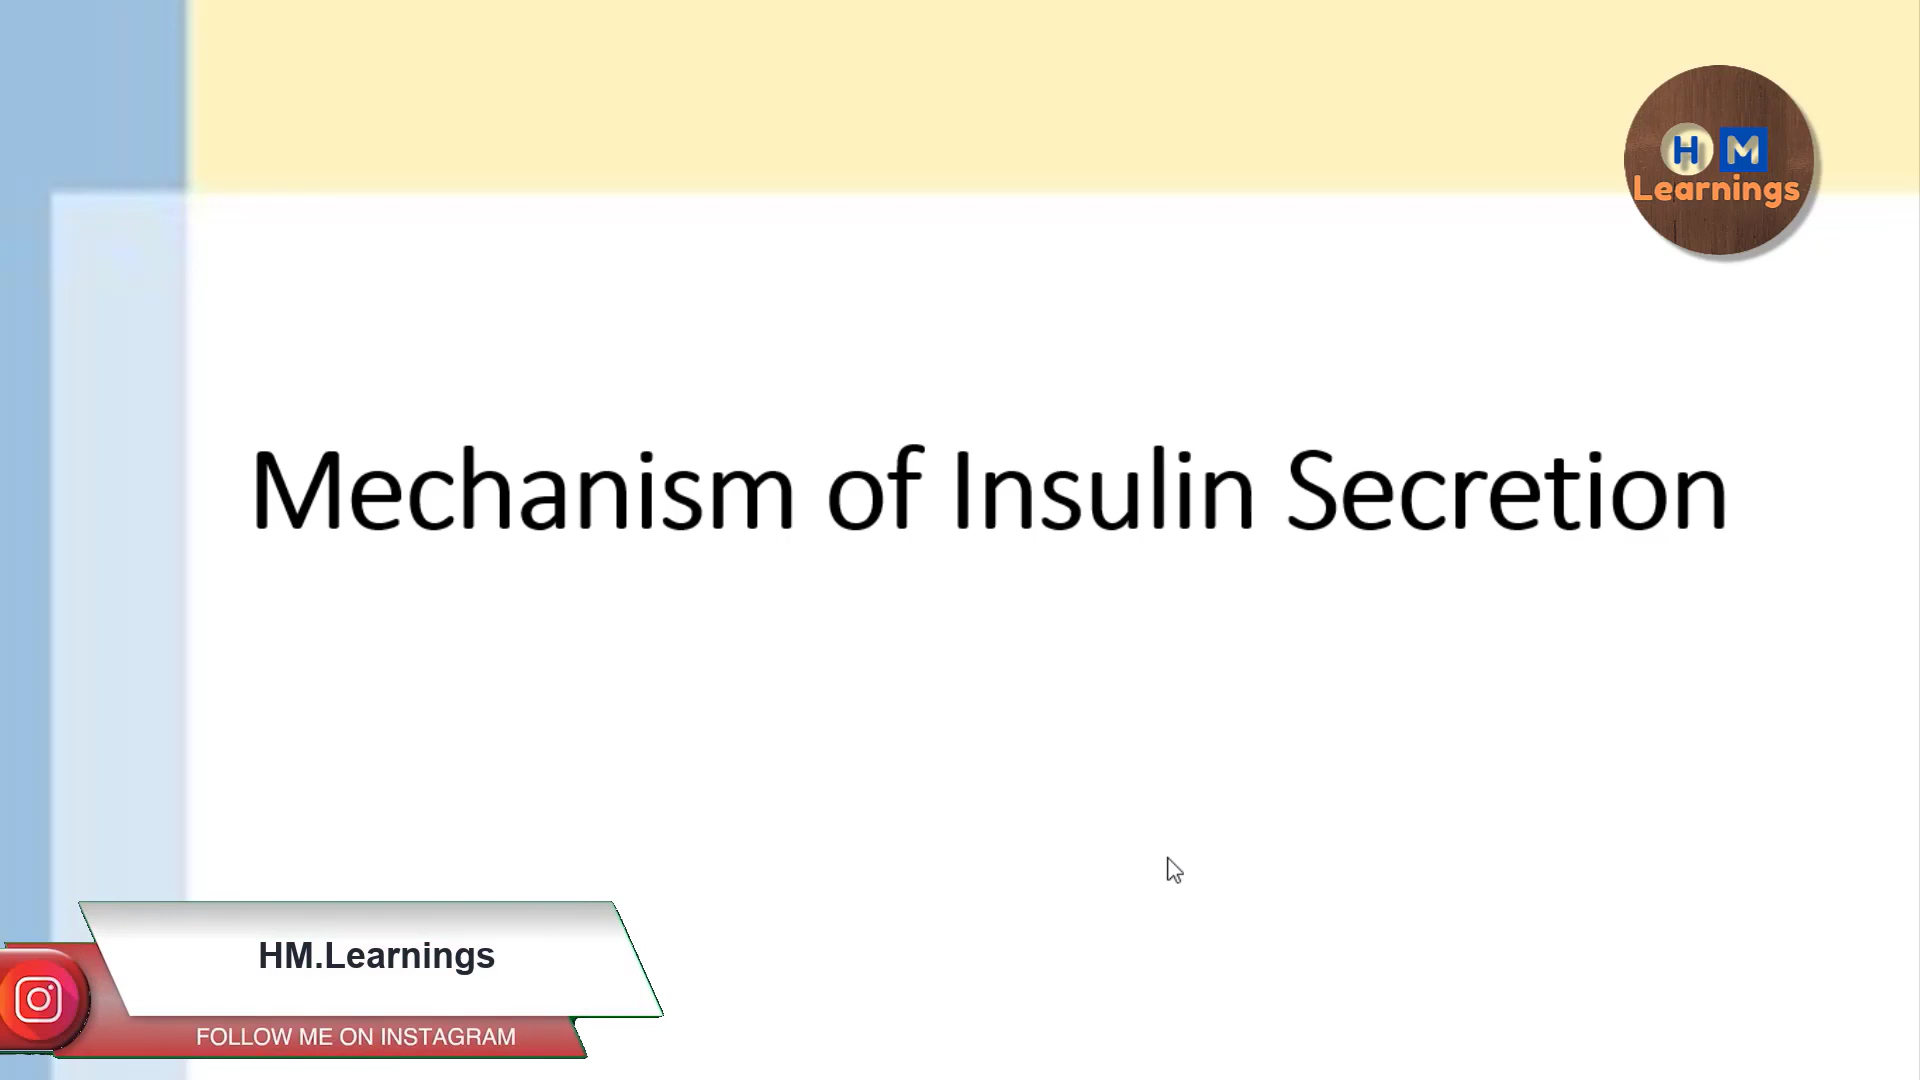 H M
Learnings
Mechanism of Insulin Secretion
HM.Learnings
FOLLOW ME ON INSTAGRAM